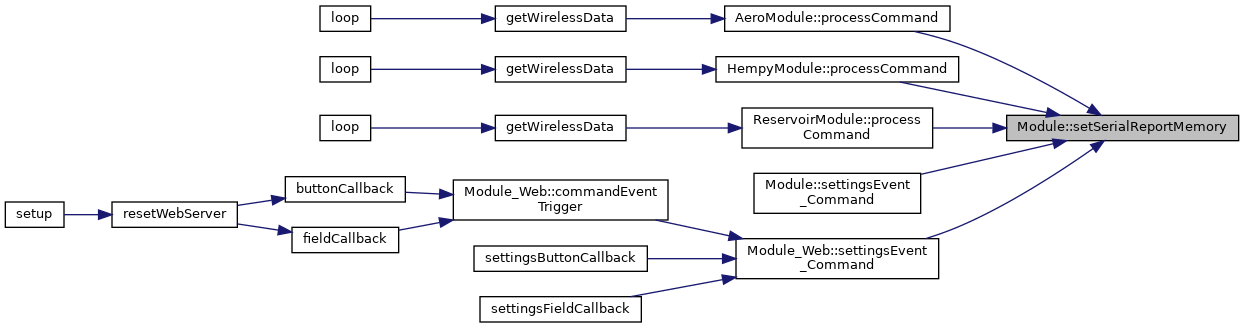 loop
getWirelessData
AeroModule::processCommand
loop
getWirelessData
HempyModule::processCommand
loop
getWirelessData
ReservoirModule::process
Command
Module::setSerialReportMemory
Module::settingsEvent
_Command
setup
resetWebServer
buttonCallback
fieldCallback
Module_Web::commandEvent
Trigger
settingsButtonCallback
settingsFieldCallback
Module_Web::settingsEvent
_Command